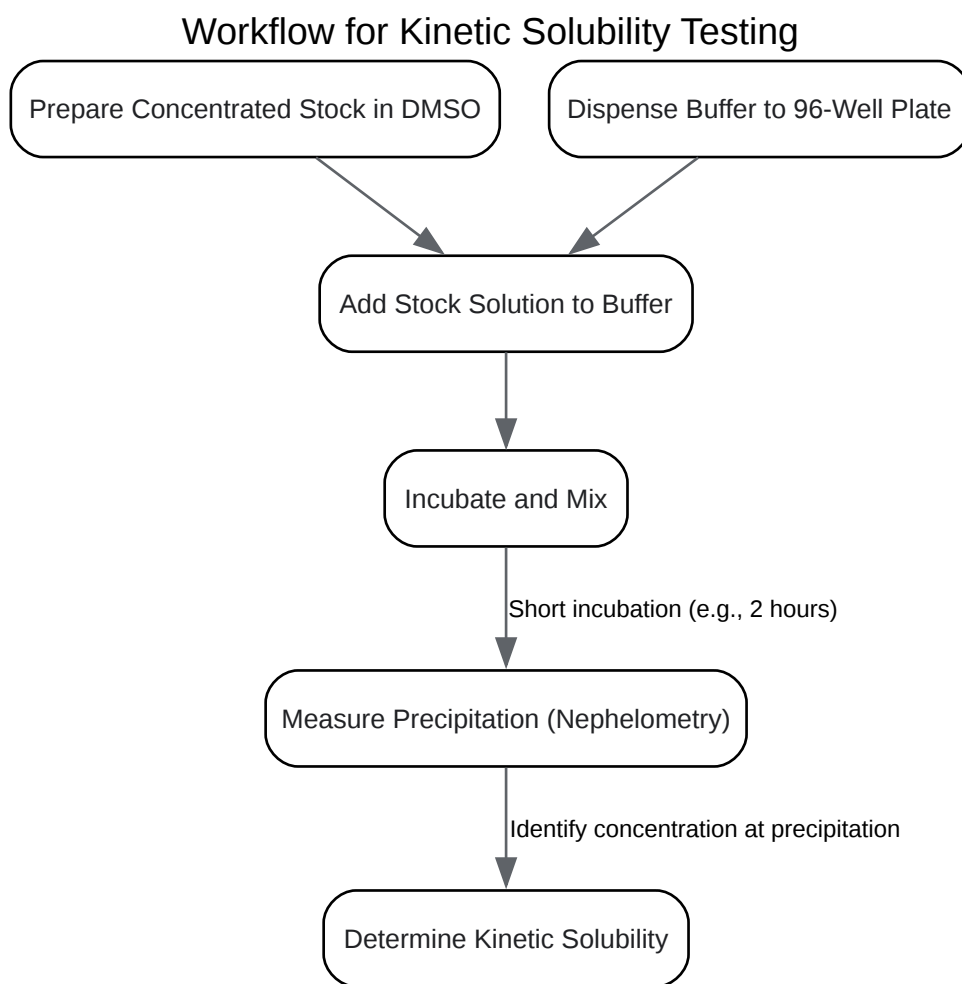 Workflow for Kinetic Solubility Testing
Prepare Concentrated Stock in DMSO
Dispense Buffer to 96-Well Plate
Add Stock Solution to Buffer
Incubate and Mix
Short incubation (e.g., 2 hours)
Measure Precipitation (Nephelometry)
Identify concentration at precipitation
Determine Kinetic Solubility